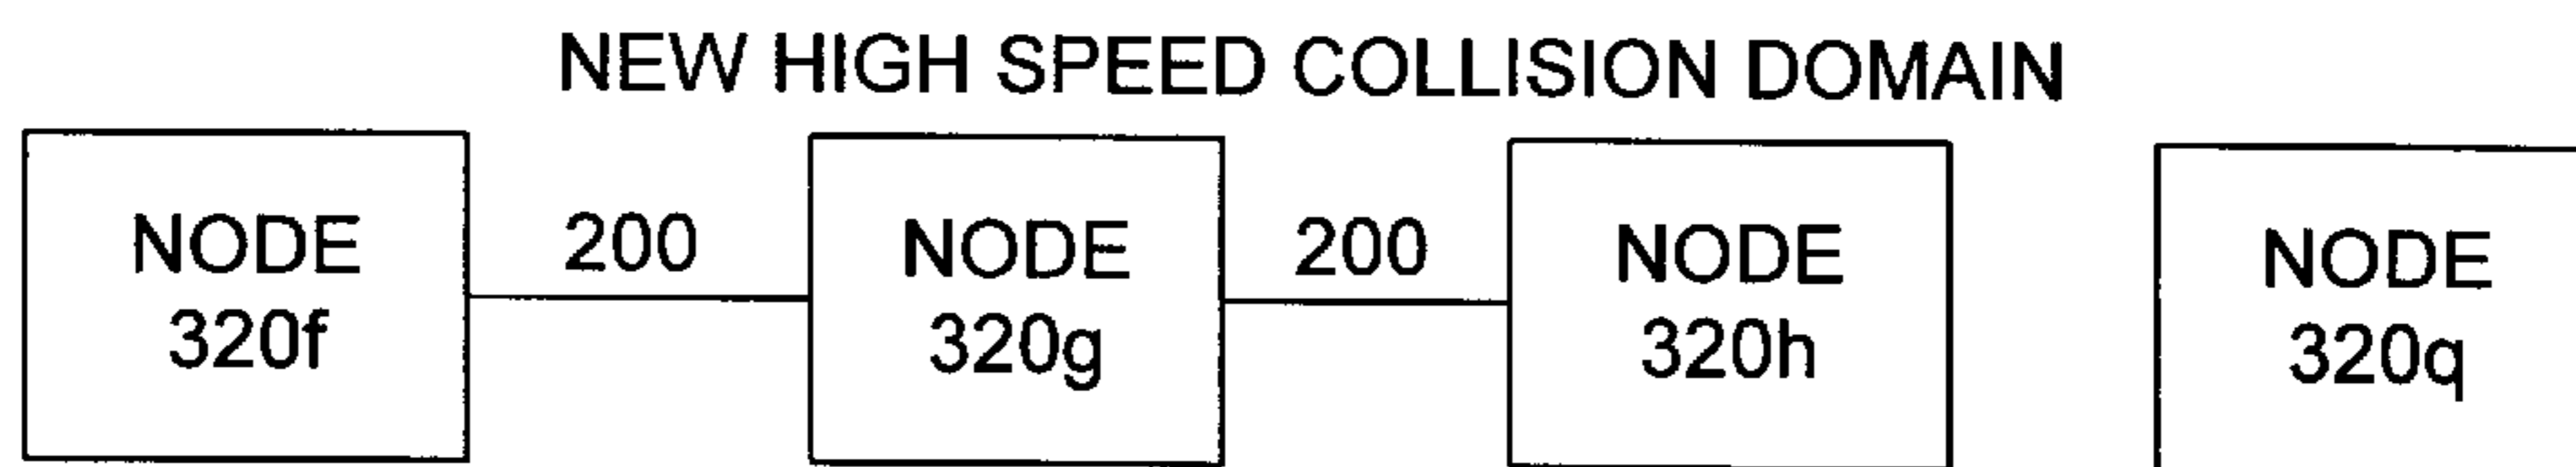 NEW HIGH SPEED COLLISION DOMAIN
NODE 320f
200
NODE 320g
200
NODE 320h
NODE 320q